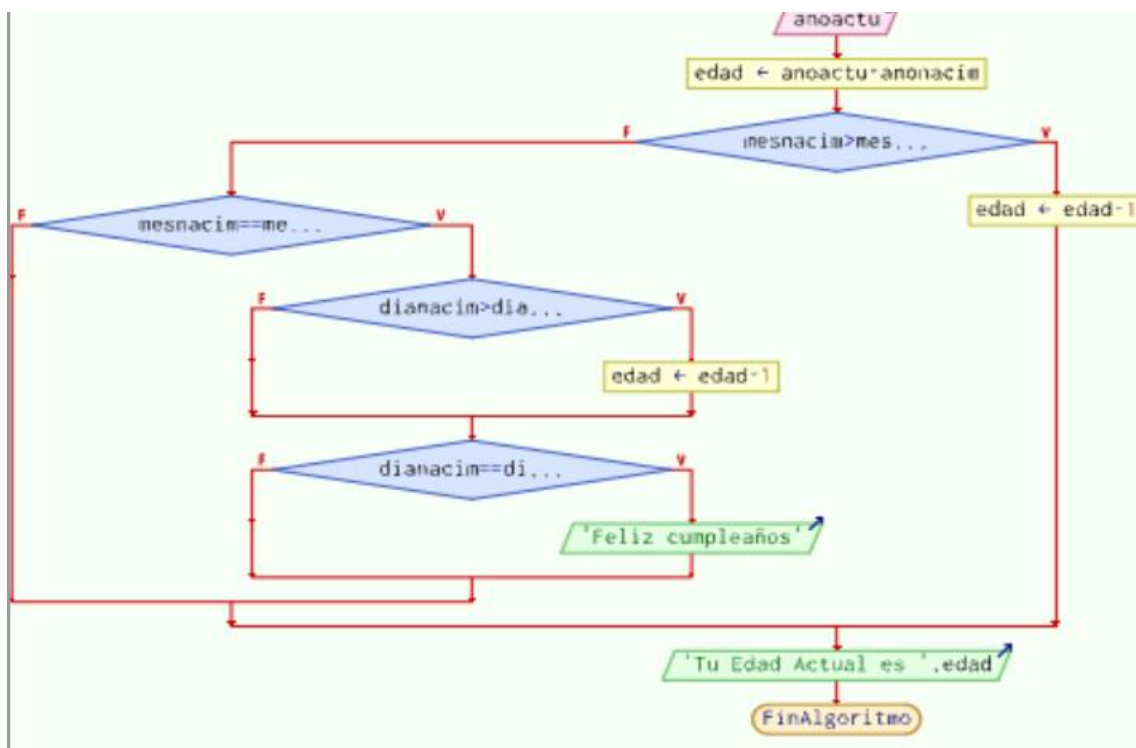 anoactu
edad ← anoactu-anonacim
F
mesnacim>mes...
V
F
mesnacim==me...
V
edad ← edad-1
F
dianacim>dia...
V
edad ← edad-1
F
dianacim==di...
V
'Feliz cumpleaños'
'Tu Edad Actual es ',edad
FinAlgoritmo